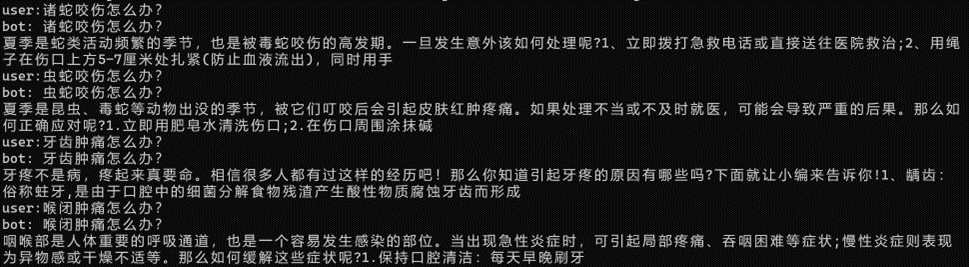 user:诸蛇咬伤怎么办?
bot: 诸蛇咬伤怎么办?
夏季是蛇类活动频繁的季节，也是被毒蛇咬伤的高发期。一旦发生意外该如何处理呢?1、立即拨打急救电话或直接送往医院救治;2、用绳
子在伤口上方5-7厘米处扎紧(防止血液流出)，同时用手
user:虫蛇咬伤怎么办?
bot: 虫蛇咬伤怎么办?
夏季是昆虫、毒蛇等动物出没的季节，被它们叮咬后会引起皮肤红肿疼痛。如果处理不当或不及时就医，可能会导致严重的后果。那么如
何正确应对呢?1.立即用肥皂水清洗伤口;2.在伤口周围涂抹碱
user:牙齿肿痛怎么办?
bot: 牙齿肿痛怎么办?
牙疼不是病，疼起来真要命。相信很多人都有过这样的经历吧! 那么你知道引起牙疼的原因有哪些吗?下面就让小编来告诉你!1、龋齿:
俗称蛀牙,是由于口腔中的细菌分解食物残渣产生酸性物质腐蚀牙齿而形成
user:喉闭肿痛怎么办?
bot: 喉闭肿痛怎么办?
咽喉部是人体重要的呼吸通道，也是一个容易发生感染的部位。当出现急性炎症时，可引起局部疼痛、吞咽困难等症状;慢性炎症则表现
为异物感或干燥不适等。那么如何缓解这些症状呢?1.保持口腔清洁: 每天早晚刷牙